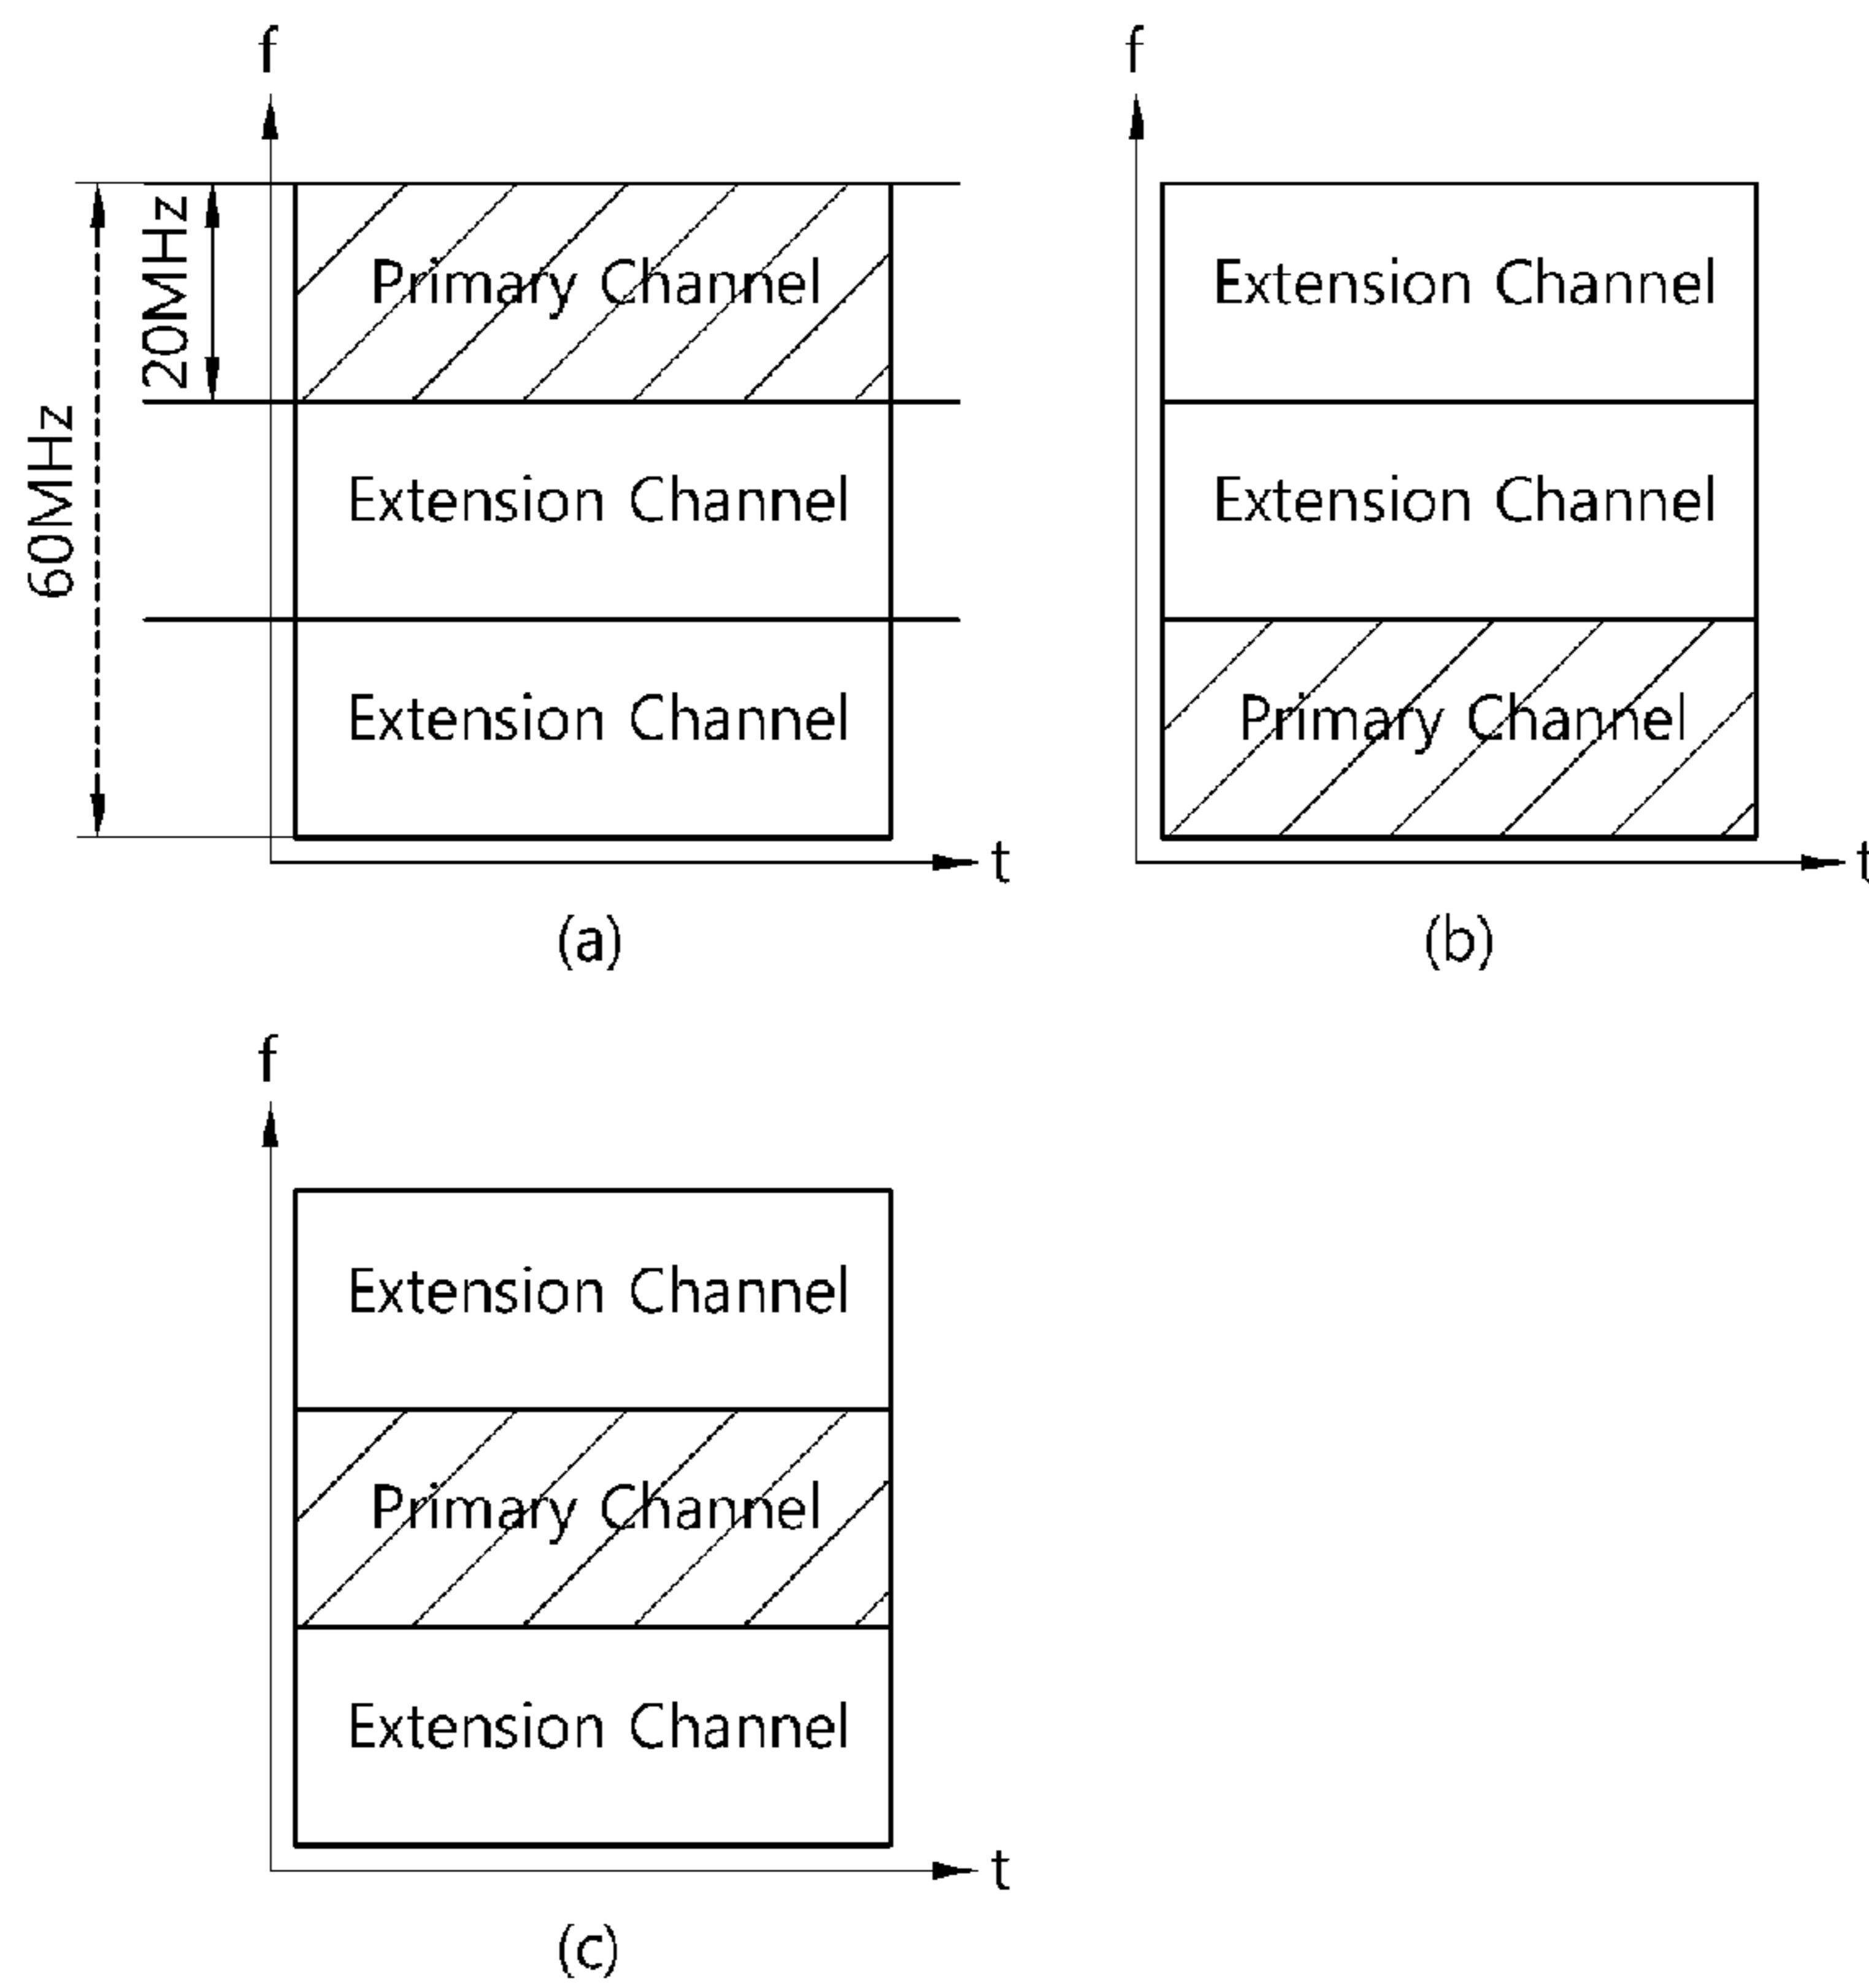 f
20MHz
60MHz
Primary Channel
Extension Channel
Extension Channel
t
(a)
f
Extension Channel
Extension Channel
Primary Channel
t
(b)
f
Extension Channel
Primary Channel
Extension Channel
t
(c)